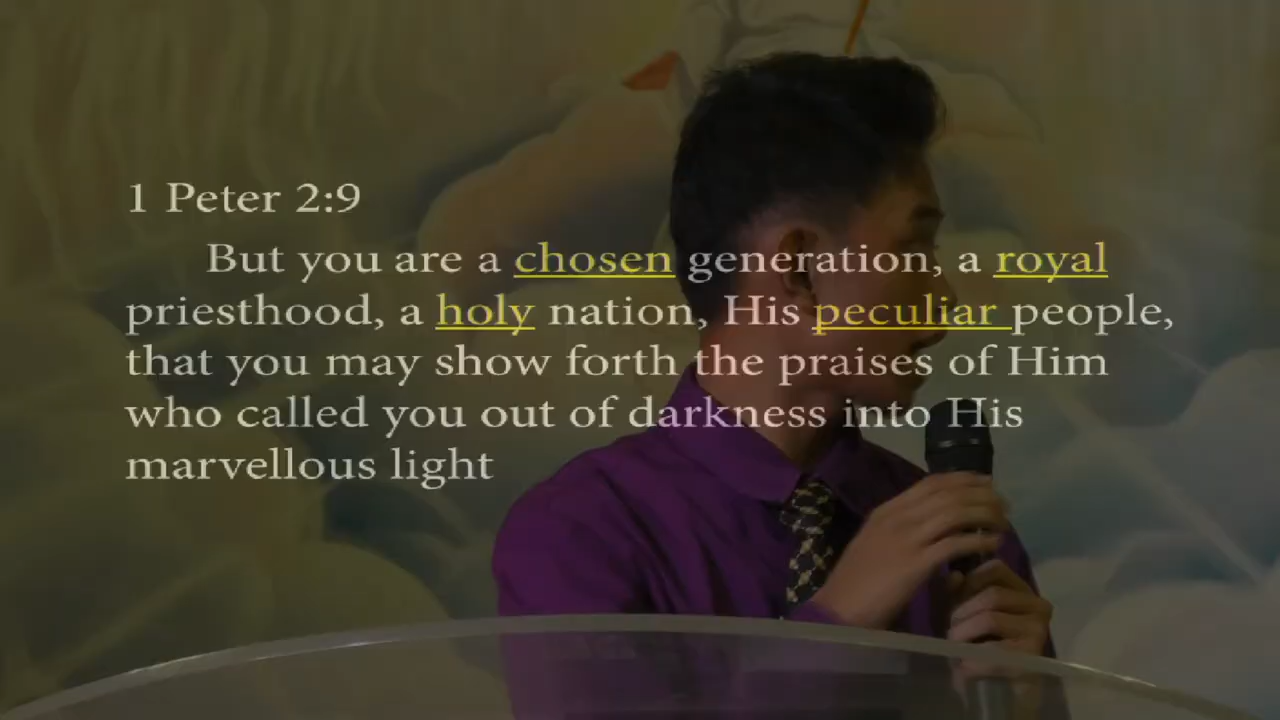 1 Peter 2:9
But you are a chosen generation, a royal
priesthood, a holy nation, His peculiar people,
that you may show forth the praises of Him
who called you out of darkness into His
marvellous light